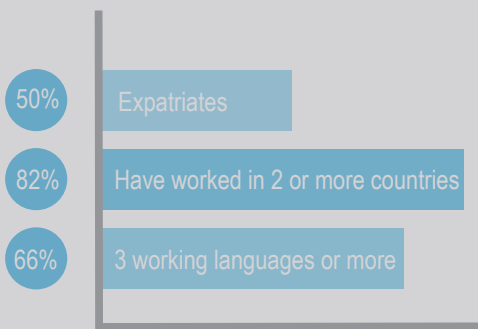 50% Expatriates
82% Have worked in 2 or more countries
66% 3 working languages or more